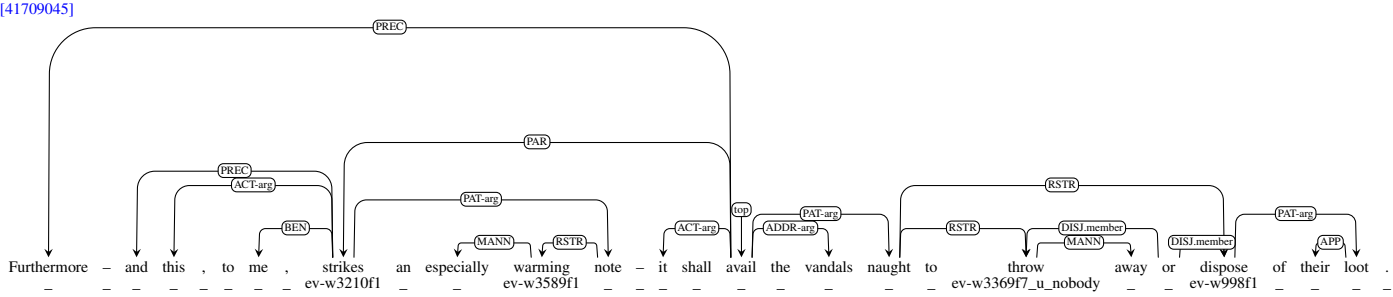 [41709045]
PREC
PAR
PREC
ACT-arg RSTR
PAT-arg top PAT-arg PAT-arg
BEN ACT-arg ADDR-arg RSTR DISJ.member
MANN RSTR MANN DISJ.member APP
Furthermore – and this , to me , strikes an especially warming note – it shall avail the vandals naught to throw away or dispose of their loot .
_ _ _ _ _ _ _ _ ev-w3210f1 _ _ ev-w3589f1 _ _ _ _ _ _ _ _ _ ev-w3369f7_u_nobody _ _ ev-w998f1 _ _ _ _